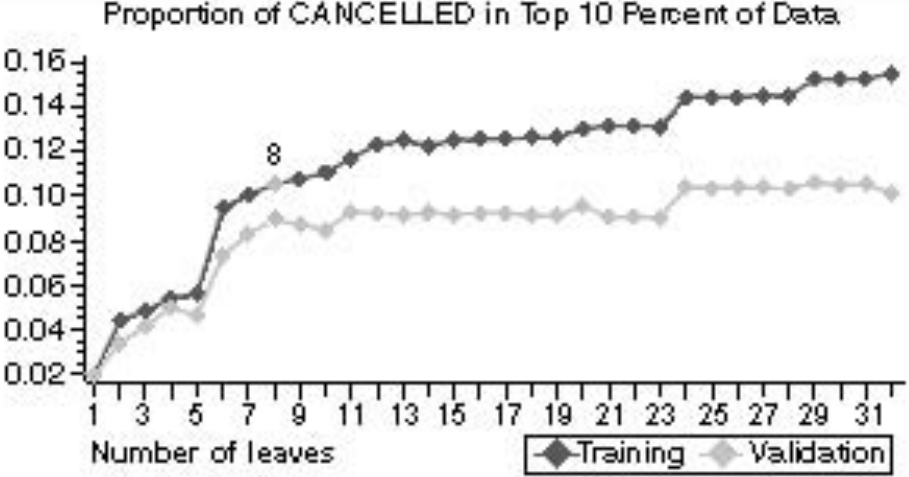 Proportion of CANCELLED in Top 10 Percent of Data
0.16
0.14
0.12
0.10
0.08
0.06
0.04
0.02
8
1 3 5 7 9 11 13 15 17 19 21 23 25 27 29 31
Number of leaves
Training Validation